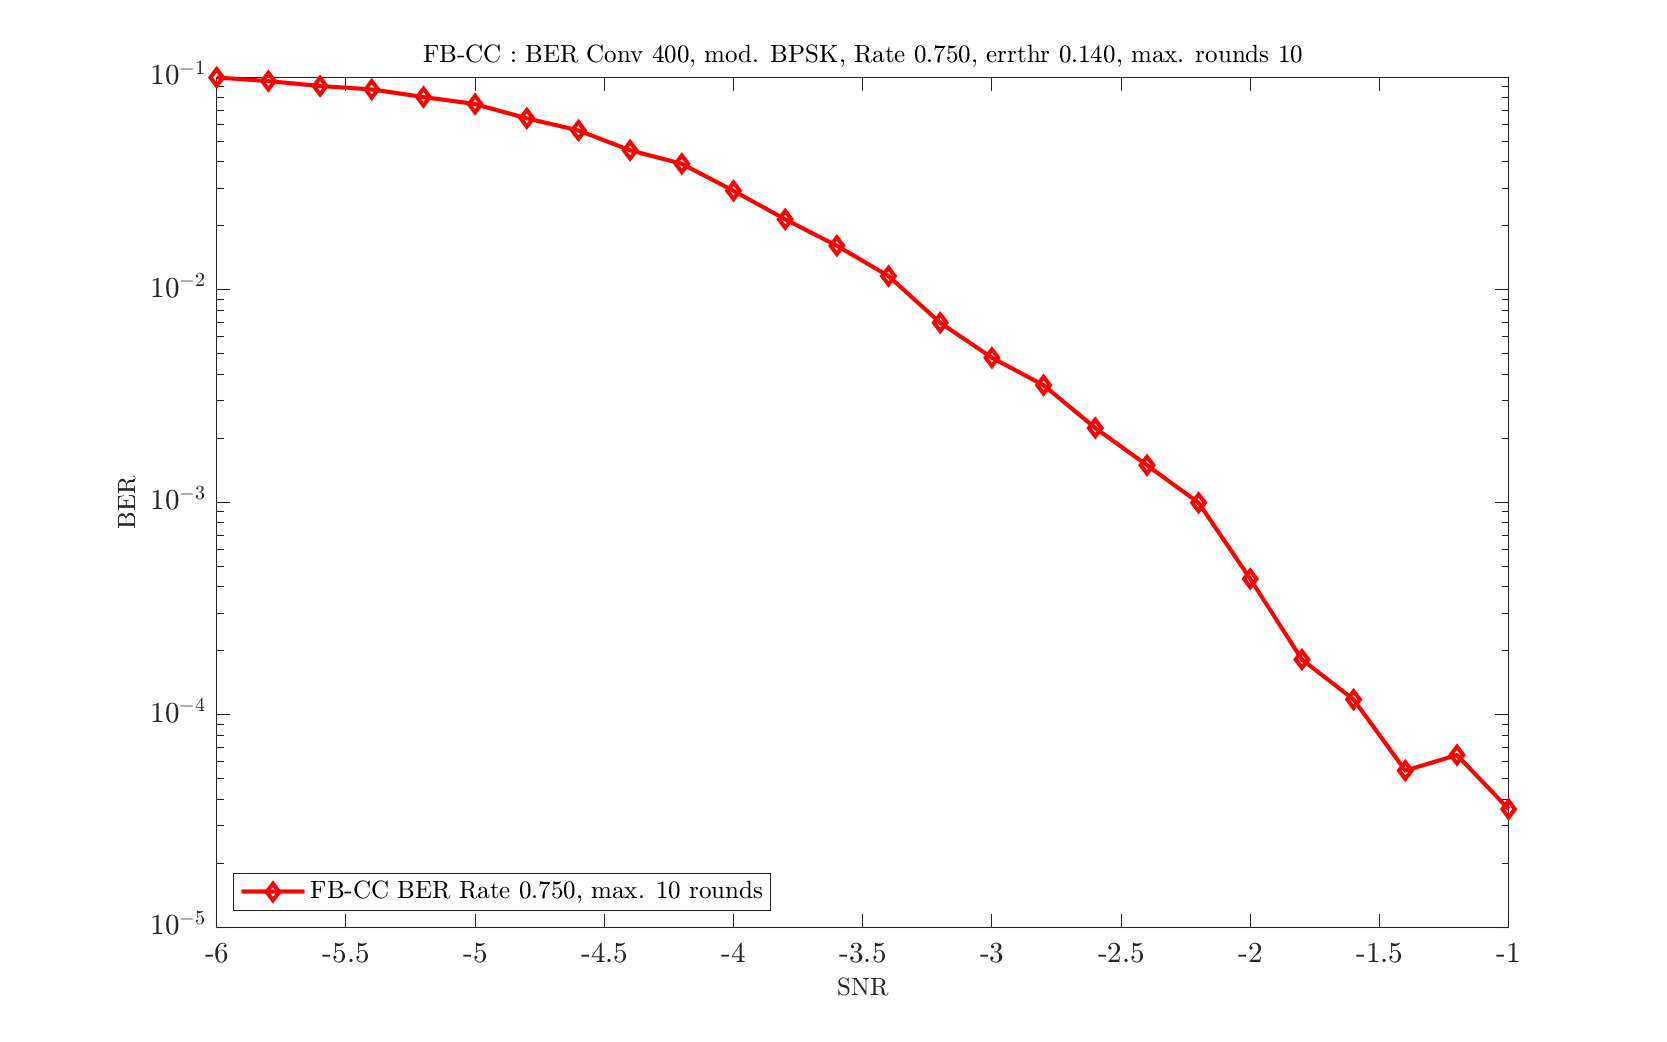 FB-CC : BER Conv 400, mod. BPSK, Rate 0.750, errthr 0.140, max. rounds 10
10⁻¹
10⁻²
10⁻³
10⁻⁴
10⁻⁵
BER
FB-CC BER Rate 0.750, max. 10 rounds
-6 -5.5 -5 -4.5 -4 -3.5 -3 -2.5 -2 -1.5 -1
SNR